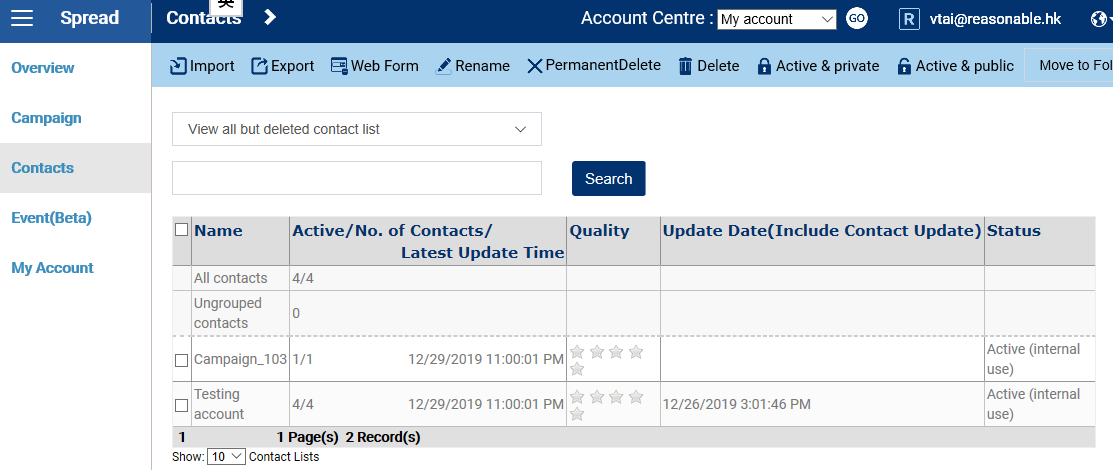 英
Spread
Contacts
Account Centre : My account GO R vtai@reasonable.hk
Overview
Campaign
Contacts
Event(Beta)
My Account
Import Export Web Form Rename PermanentDelete Delete Active & private Active & public Move to Fol
View all but deleted contact list
Search
Name Active/No. of Contacts/ Quality Update Date(Include Contact Update) Status
Latest Update Time
All contacts 4/4
Ungrouped
contacts 0
Campaign_103 1/1 12/29/2019 11:00:01 PM Active (internal
use)
Testing
account 4/4 12/29/2019 11:00:01 PM 12/26/2019 3:01:46 PM Active (internal
use)
1 1 Page(s) 2 Record(s)
Show: 10 Contact Lists